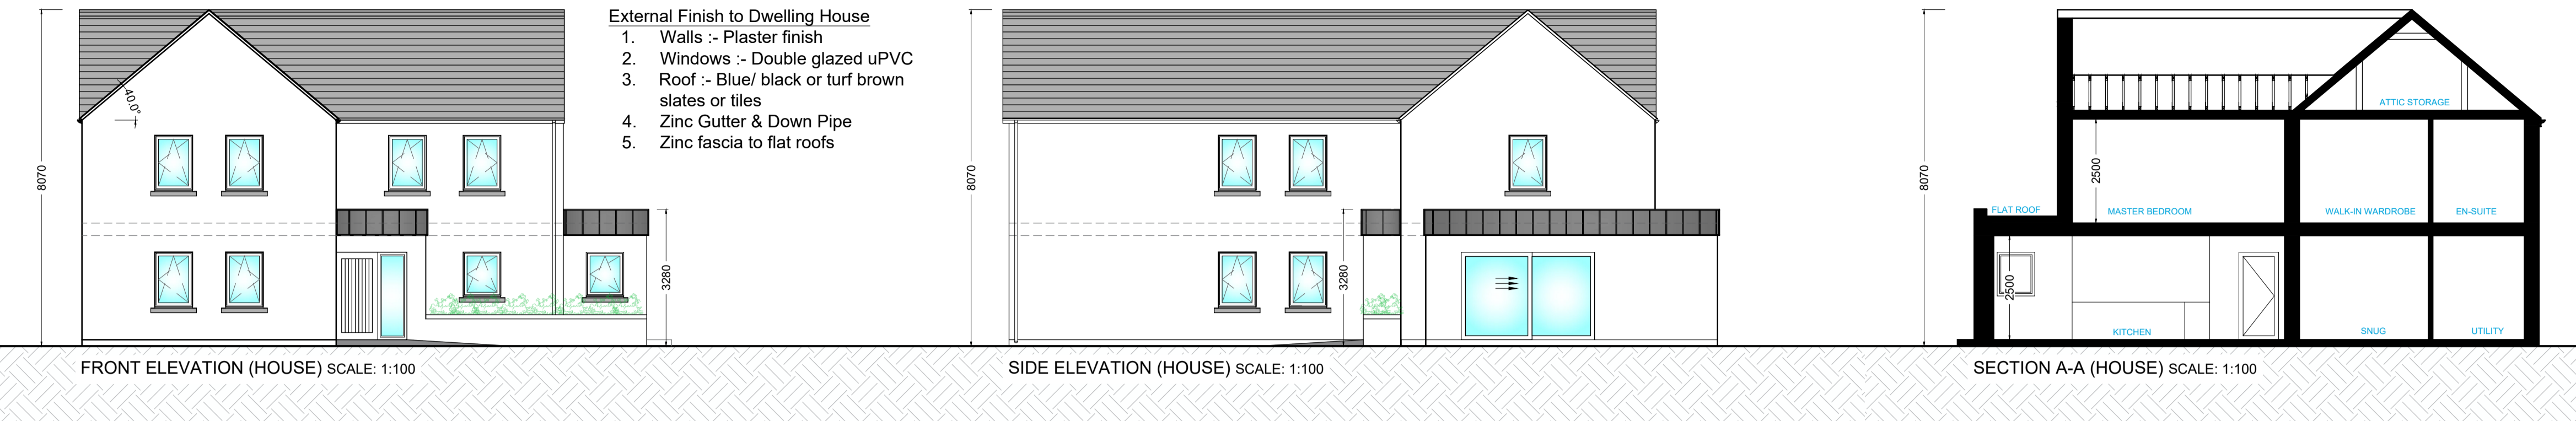 External Finish to Dwelling House
1. Walls :- Plaster finish
2. Windows :- Double glazed uPVC
3. Roof :- Blue/ black or turf brown
slates or tiles
4. Zinc Gutter & Down Pipe
5. Zinc fascia to flat roofs
40.0°
8070
3280
FRONT ELEVATION (HOUSE) SCALE: 1:100
8070
3280
SIDE ELEVATION (HOUSE) SCALE: 1:100
8070
ATTIC STORAGE
2500
FLAT ROOF
MASTER BEDROOM
WALK-IN WARDROBE
EN-SUITE
2500
KITCHEN
SNUG
UTILITY
SECTION A-A (HOUSE) SCALE: 1:100